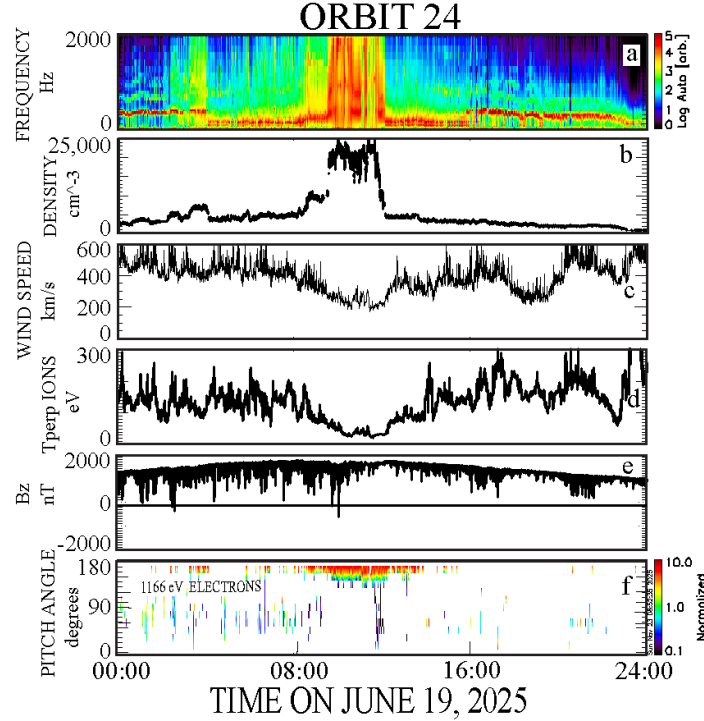 ORBIT 24
FREQUENCY
Hz
2000
0
a
5
4
3
2
1
0
Log Auto [arb.]
DENSITY
cm^-3
25,000
0
b
WIND SPEED
km/s
600
400
200
0
c
Tperp IONS
eV
300
0
d
Bz
nT
2000
0
-2000
e
PITCH ANGLE
degrees
180
90
0
1166 eV ELECTRONS
f
10.0
1.0
0.1
Normalized
00:00 08:00 16:00 24:00
TIME ON JUNE 19, 2025